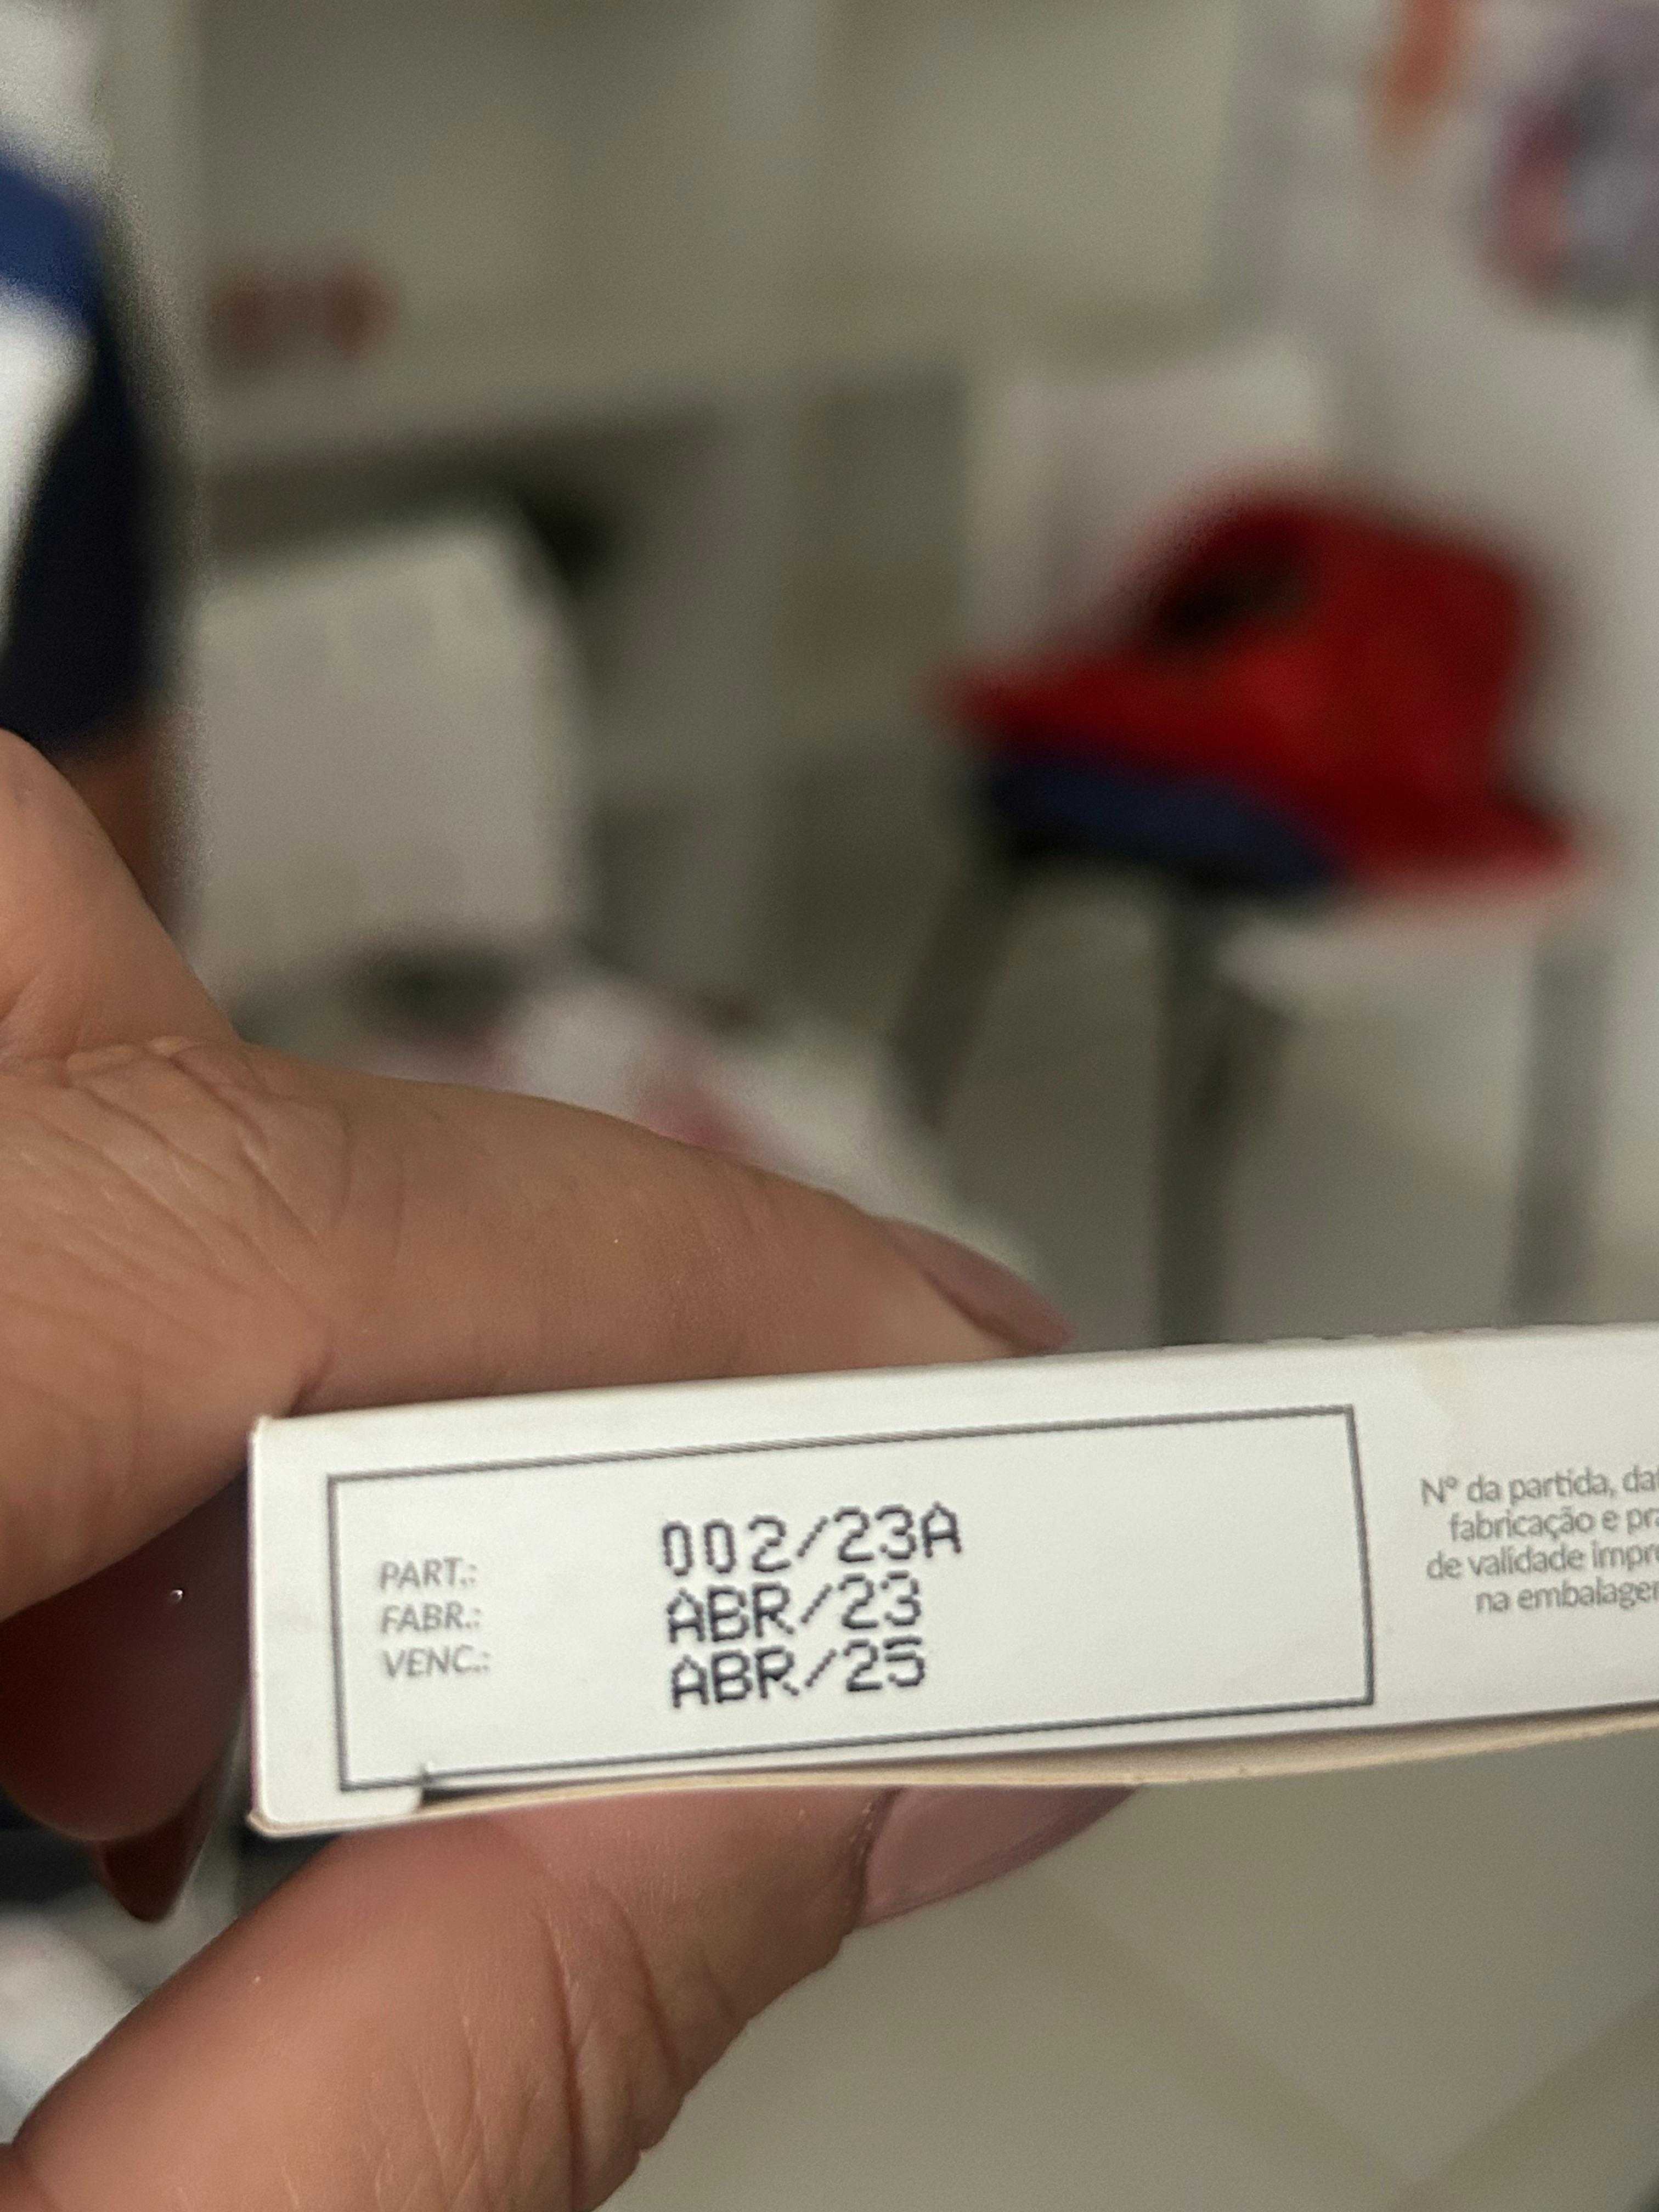 PART.: 002/23A
FABR.: ABR/23
VENC.: ABR/25
Nº da partida,
fabricação e
de validade
na